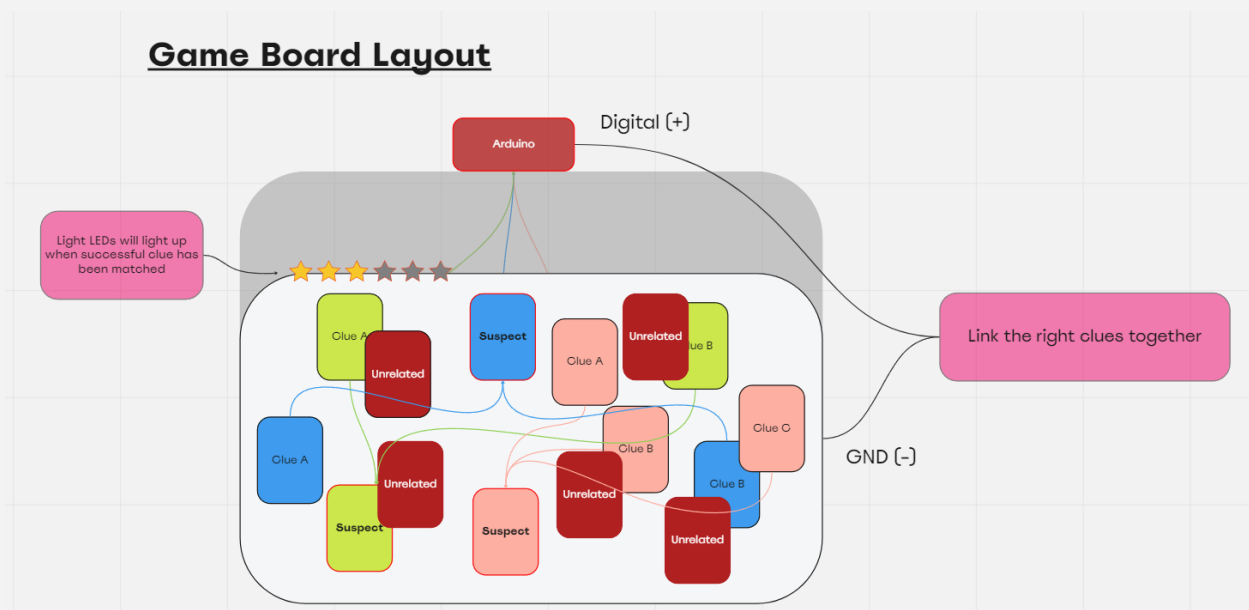 Game Board Layout
Digital (+)
Arduino
Light LEDs will light up
when successful clue has
been matched
Clue A
Suspect
Unrelated
Clue B
Clue A
Unrelated
Link the right clues together
Clue C
Clue A
Clue B
GND (-)
Unrelated
Clue B
Unrelated
Suspect
Suspect
Unrelated